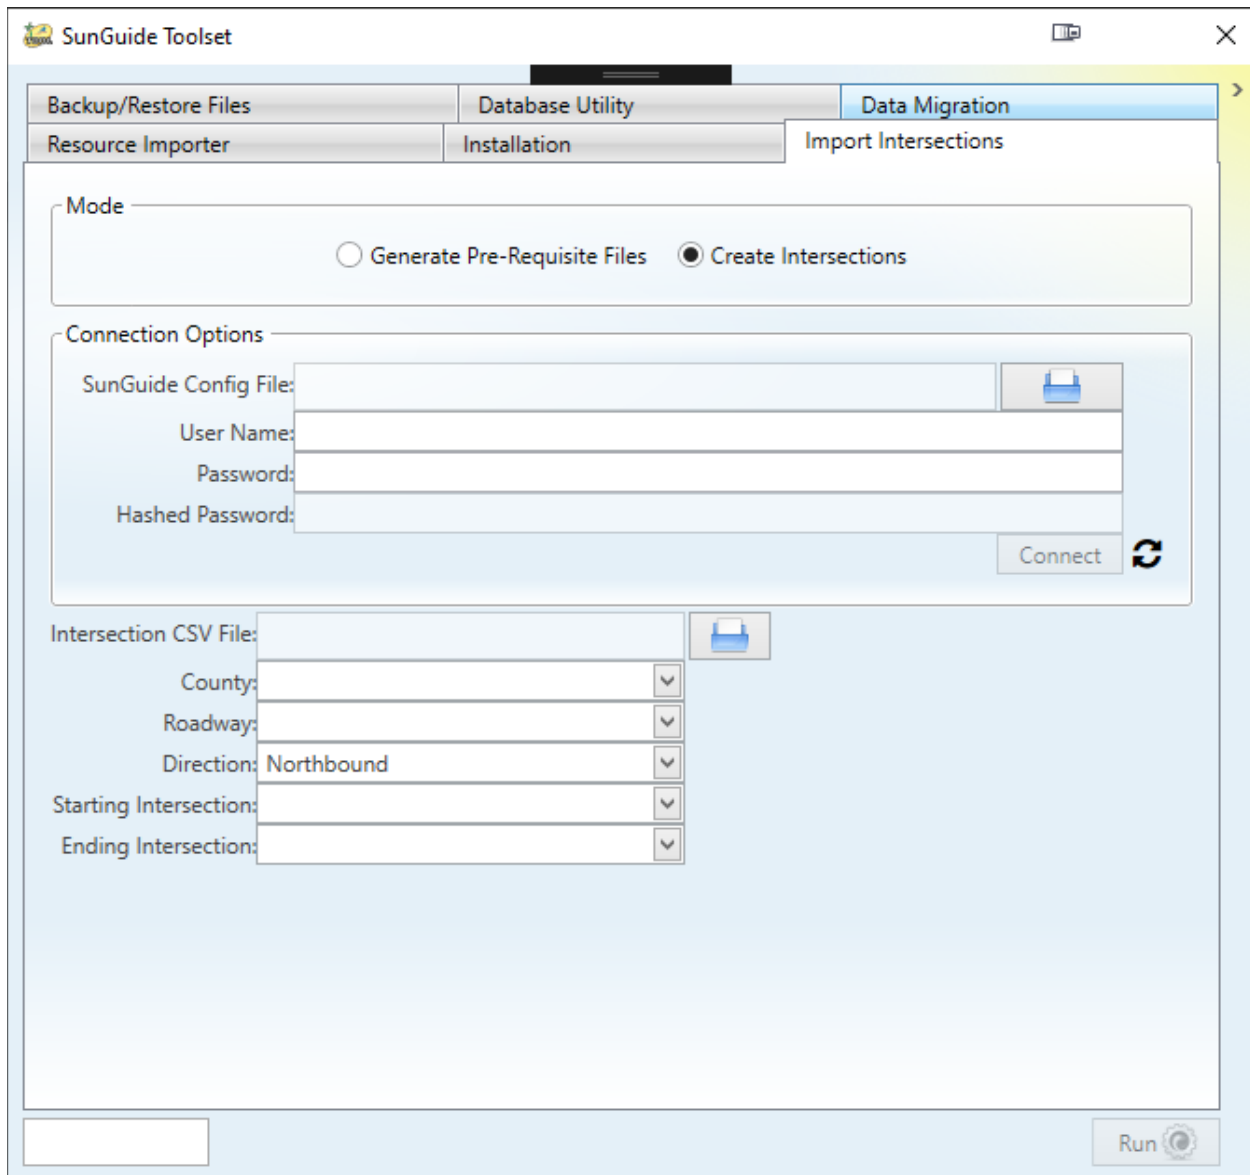 SunGuide Toolset
Backup/Restore Files
Database Utility
Data Migration
Resource Importer
Installation
Import Intersections
Mode
Generate Pre-Requisite Files
Create Intersections
Connection Options
SunGuide Config File:
User Name:
Password:
Hashed Password:
Connect
Intersection CSV File:
County:
Roadway:
Direction: Northbound
Starting Intersection:
Ending Intersection:
Run